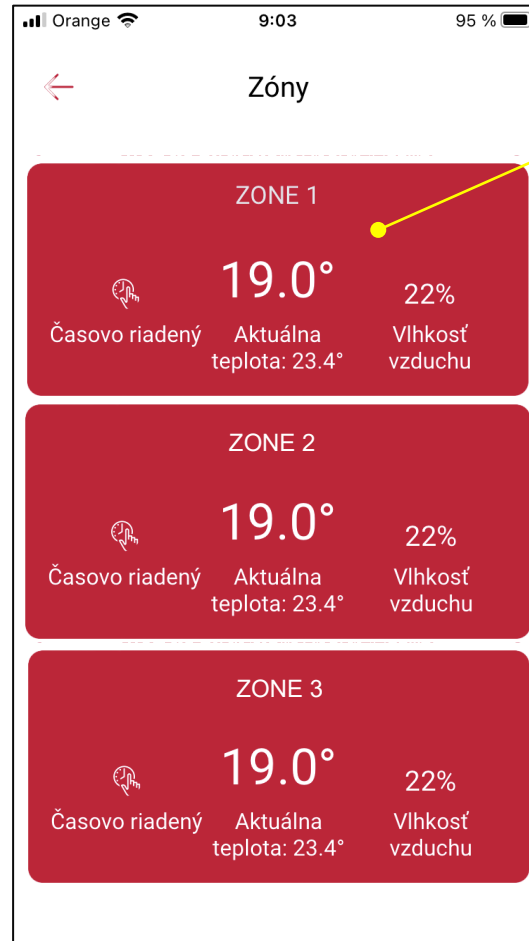 Orange 9:03 95 %
Zóny
ZONE 1
19.0° 22%
Časovo riadený Aktuálna Vlhkosť
teplota: 23.4° vzduchu
ZONE 2
19.0° 22%
Časovo riadený Aktuálna Vlhkosť
teplota: 23.4° vzduchu
ZONE 3
19.0° 22%
Časovo riadený Aktuálna Vlhkosť
teplota: 23.4° vzduchu